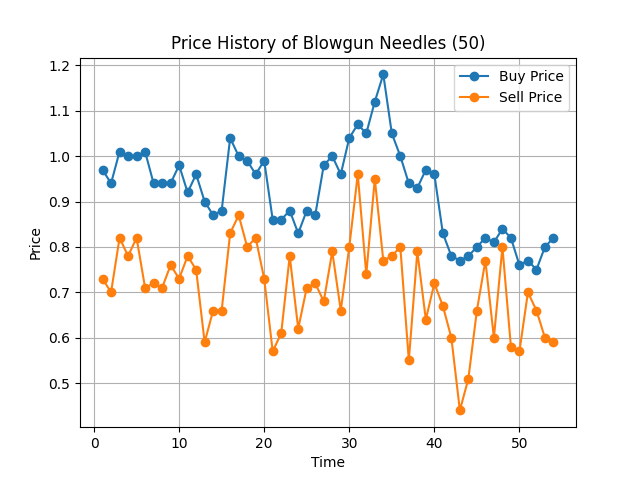 Price History of Blowgun Needles (50)
Buy Price
Sell Price
1.2
1.1
1.0
0.9
0.8
0.7
0.6
0.5
Price
0 10 20 30 40 50
Time